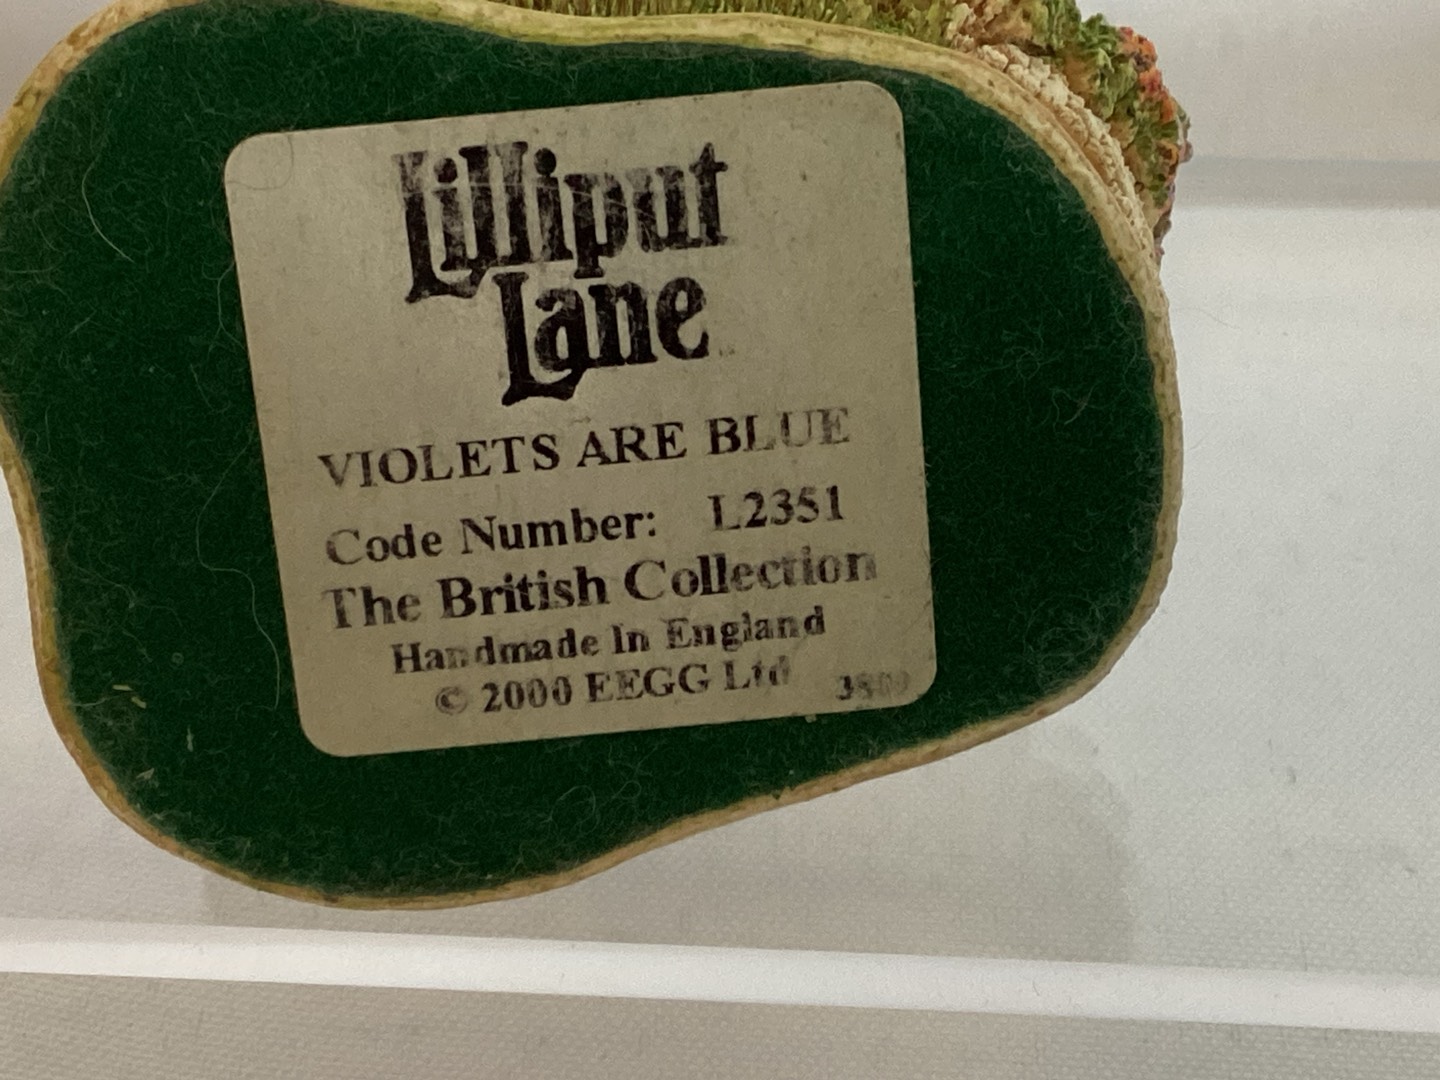 Lilliput
Lane
VIOLETS ARE BLUE
Code Number: L2351
The British Collection
Handmade In England
© 2000 EEGG Ltd